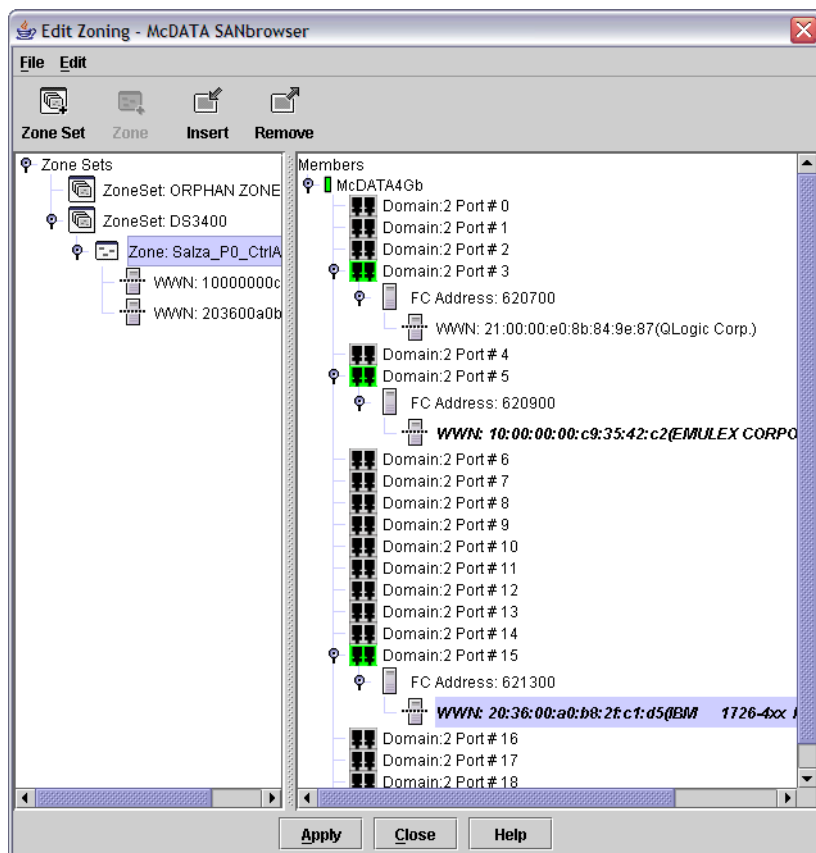 Edit Zoning - McDATA SANbrowser
File Edit
Zone Set Zone Insert Remove
Zone Sets
ZoneSet: ORPHAN ZONE
ZoneSet: DS3400
Zone: Salza_P0_CtrlA
WWN: 10000000c
WWN: 203600a0b
Members
McDATA4Gb
Domain:2 Port # 0
Domain:2 Port # 1
Domain:2 Port # 2
Domain:2 Port # 3
FC Address: 620700
WWN: 21:00:00:e0:8b:84:9e:87(QLogic Corp.)
Domain:2 Port # 4
Domain:2 Port # 5
FC Address: 620900
WWN: 10:00:00:00:c9:35:42:c2(EMULEX CORPO
Domain:2 Port # 6
Domain:2 Port # 7
Domain:2 Port # 8
Domain:2 Port # 9
Domain:2 Port # 10
Domain:2 Port # 11
Domain:2 Port # 12
Domain:2 Port # 13
Domain:2 Port # 14
Domain:2 Port # 15
FC Address: 621300
WWN: 20:36:00:a0:b8:2f:c1:d5(IBM 1726-4xx
Domain:2 Port # 16
Domain:2 Port # 17
Domain:2 Port # 18
Apply Close Help